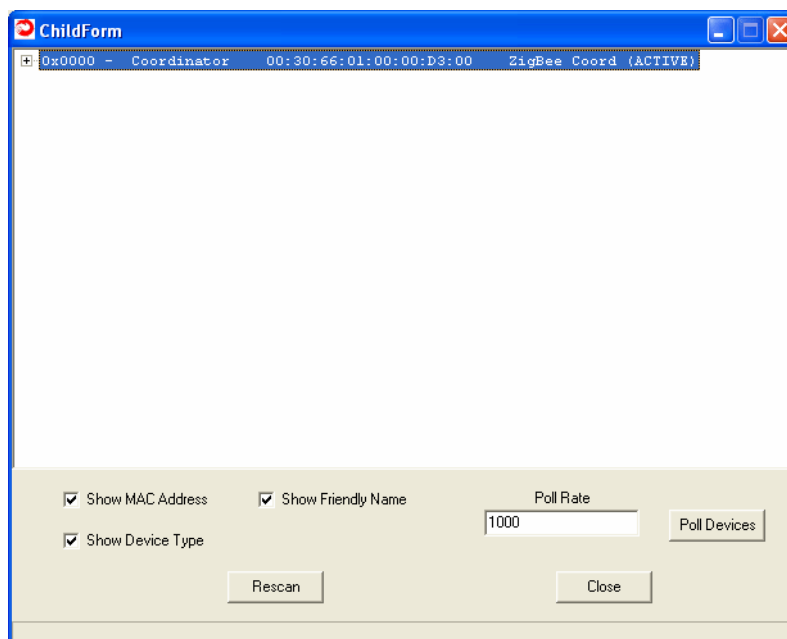 ChildForm
0x0000 - Coordinator 00:30:66:01:00:00:D3:00 ZigBee Coord (ACTIVE)
Show MAC Address Show Friendly Name Poll Rate
1000
Show Device Type Poll Devices
Rescan Close